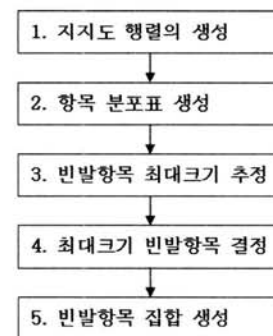 1. 지지도 행렬의 생성
2. 항목 분포표 생성
3. 빈발항목 최대크기 추정
4. 최대크기 빈발항목 결정
5. 빈발항목 집합 생성